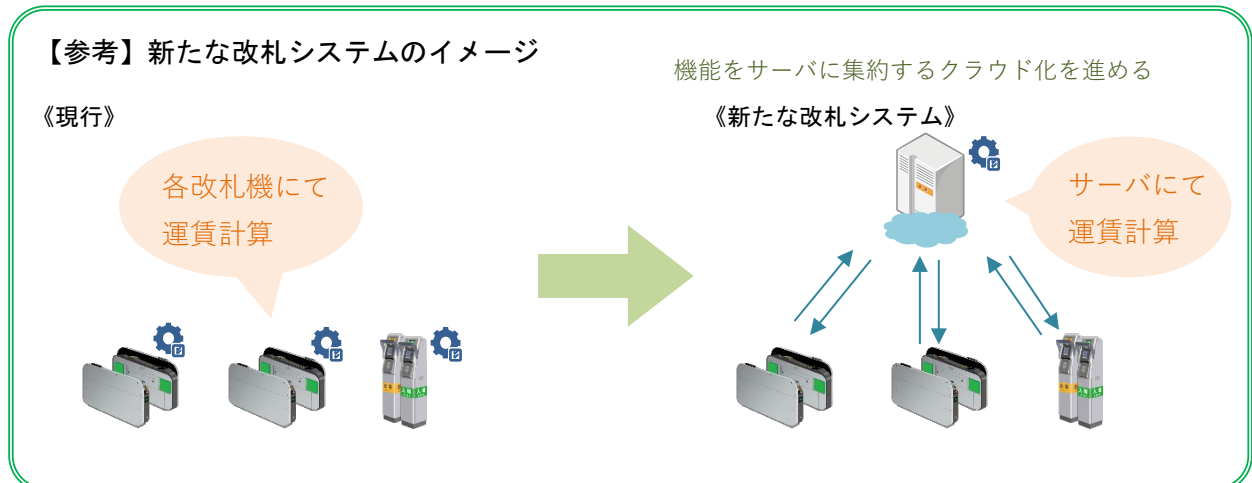 【参考】新たな改札システムのイメージ
機能をサーバに集約するクラウド化を進める
《現行》
《新たな改札システム》
各改札機にて
運賃計算
サーバにて
運賃計算